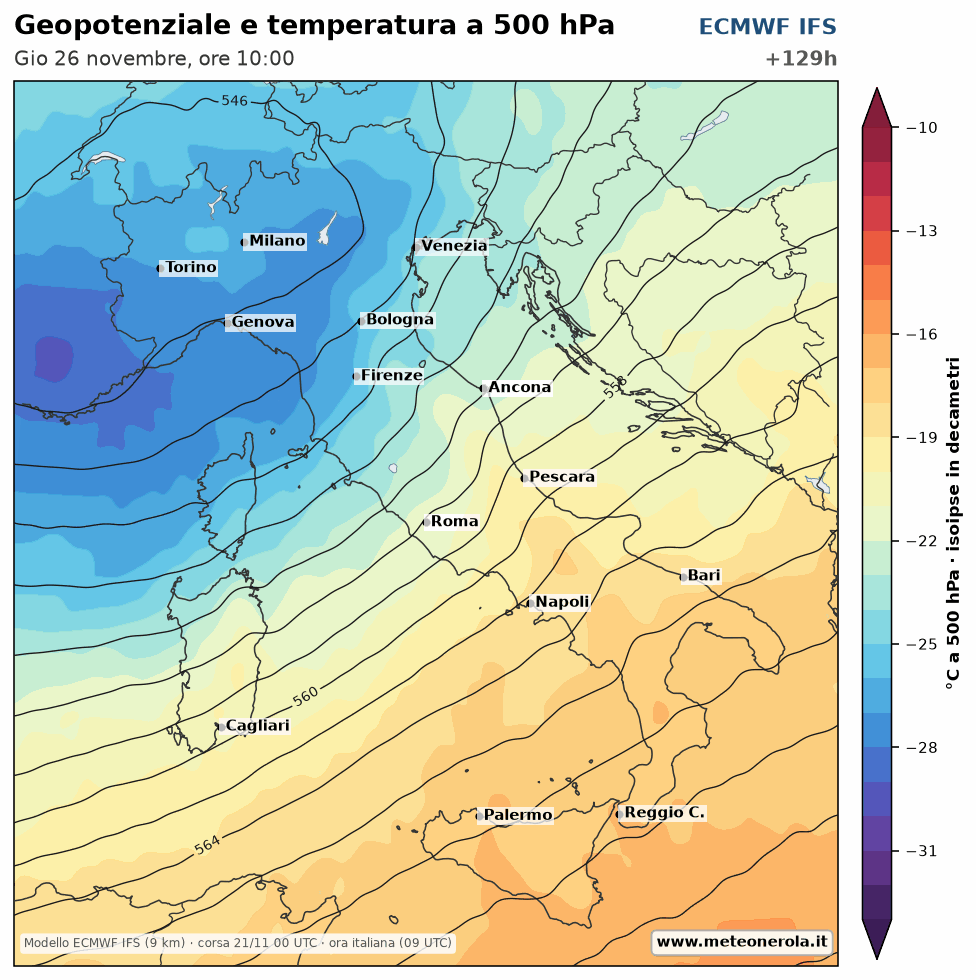 Geopotenziale e temperatura a 500 hPa
ECMWF IFS
Gio 26 novembre, ore 10:00
+129h
546
−10
−13
−16
−19
−22
−25
−28
−31
°C a 500 hPa · isoipse in decametri
Milano
Venezia
Torino
Genova
Bologna
Firenze
Ancona
558
Pescara
Roma
Bari
Napoli
560
Cagliari
Palermo
Reggio C.
564
Modello ECMWF IFS (9 km) · corsa 21/11 00 UTC · ora italiana (09 UTC)
www.meteonerola.it